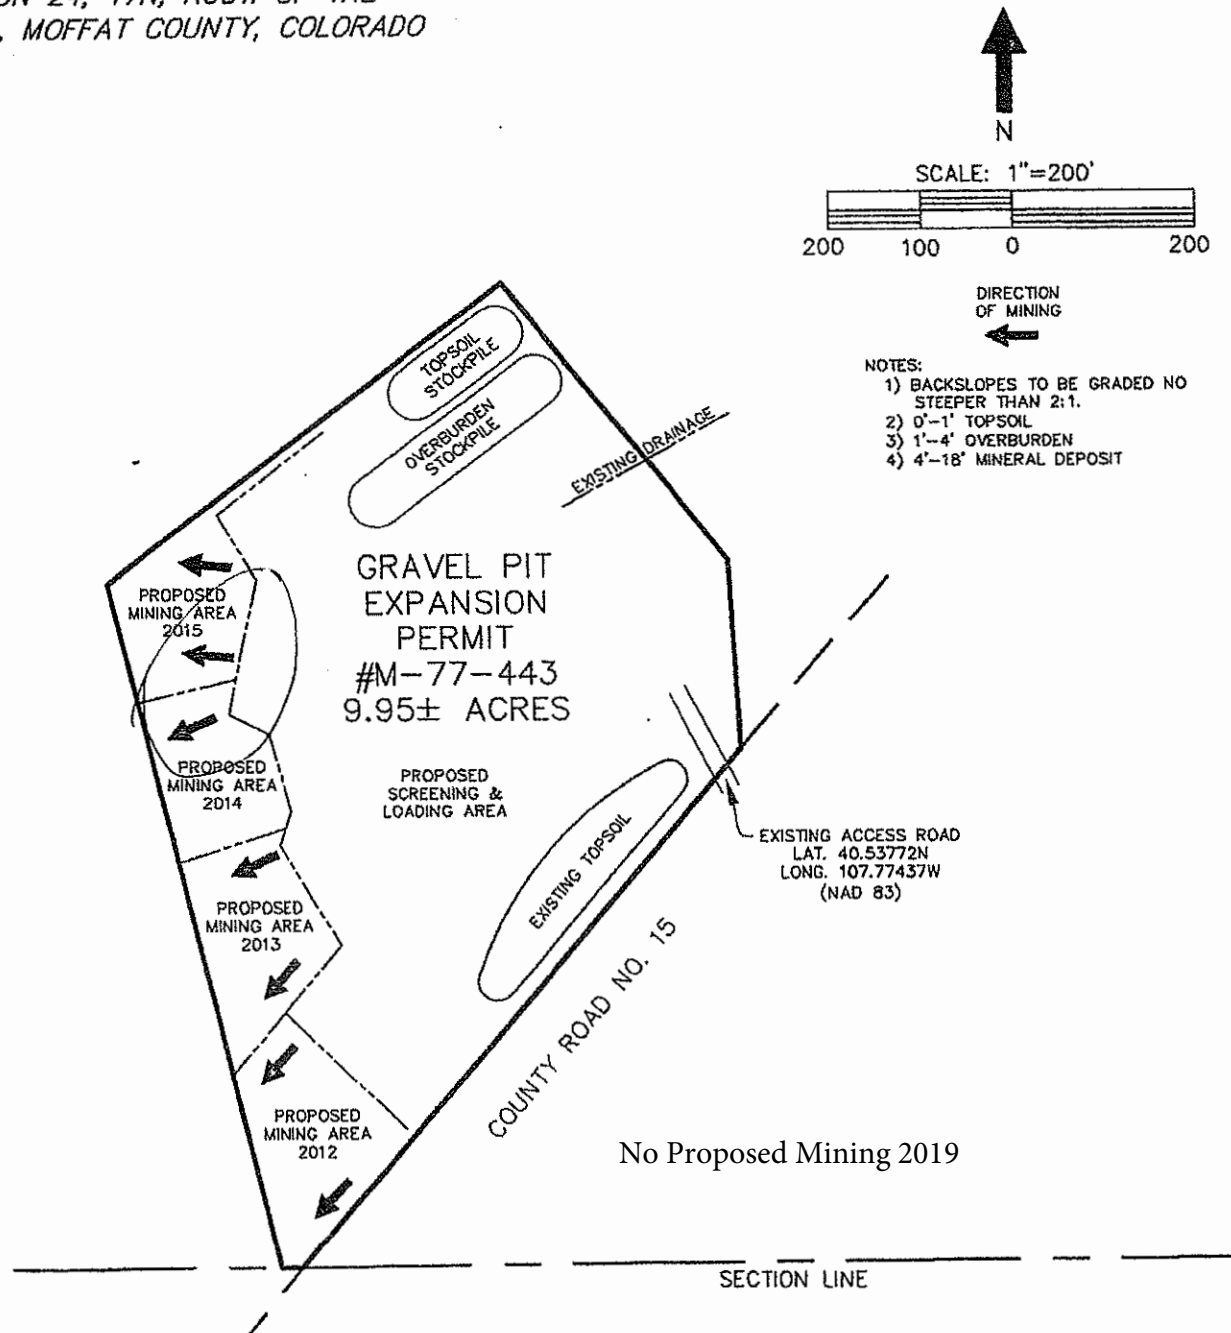 MOFFAT COUNTY, COLORADO
N
SCALE: 1"=200'
200 100 0 200
DIRECTION
OF MINING
NOTES:
1) BACKSLOPES TO BE GRADED NO
STEEPER THAN 2:1.
2) 0'-1' TOPSOIL
3) 1'-4' OVERBURDEN
4) 4'-18' MINERAL DEPOSIT
TOPSOIL
STOCKPILE
OVERBURDEN
STOCKPILE
EXISTING DRAINAGE
GRAVEL PIT
EXPANSION
PERMIT
#M-77-443
9.95± ACRES
PROPOSED
MINING AREA
2015
PROPOSED
MINING AREA
2014
PROPOSED
SCREENING &
LOADING AREA
EXISTING TOPSOIL
EXISTING ACCESS ROAD
LAT. 40.53772N
LONG. 107.77437W
(NAD 83)
PROPOSED
MINING AREA
2013
COUNTY ROAD NO. 15
PROPOSED
MINING AREA
2012
No Proposed Mining 2019
SECTION LINE